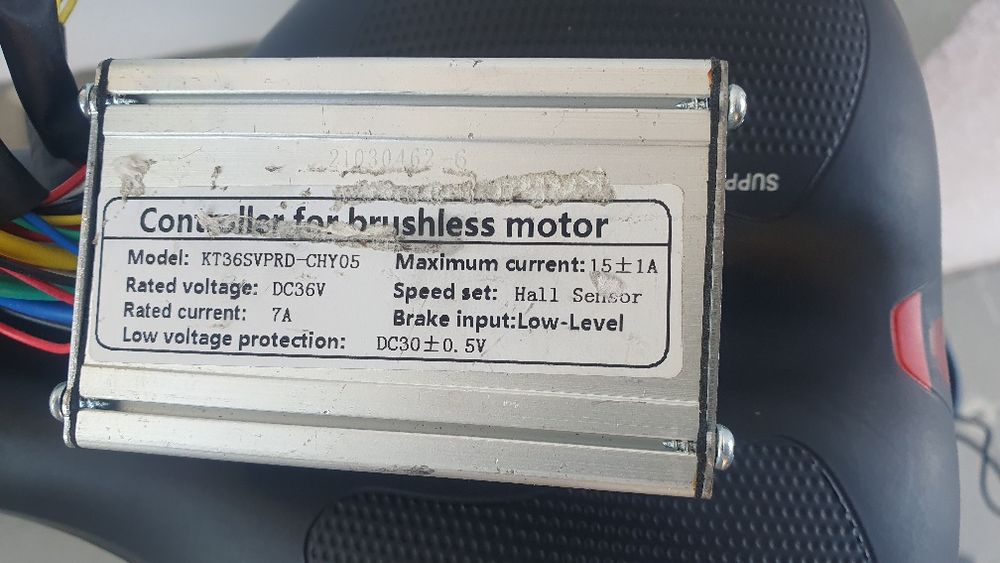 21030462-6
Controller for brushless motor
Model: KT36SVPRD-CHY05
Rated voltage: DC36V
Rated current: 7A
Low voltage protection: DC30±0.5V
Maximum current: 15±1A
Speed set: Hall Sensor
Brake input:Low-Level
SUPP